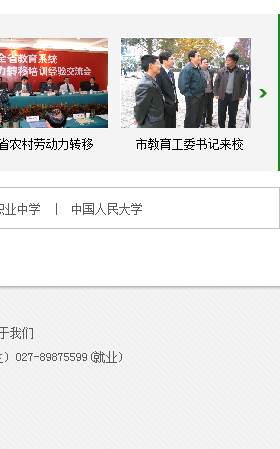 全省教育系统
力转移培训经验交流会
省农村劳动力转移
市教育工委书记来校
职业中学 | 中国人民大学
于我们
）027-89875599(就业)